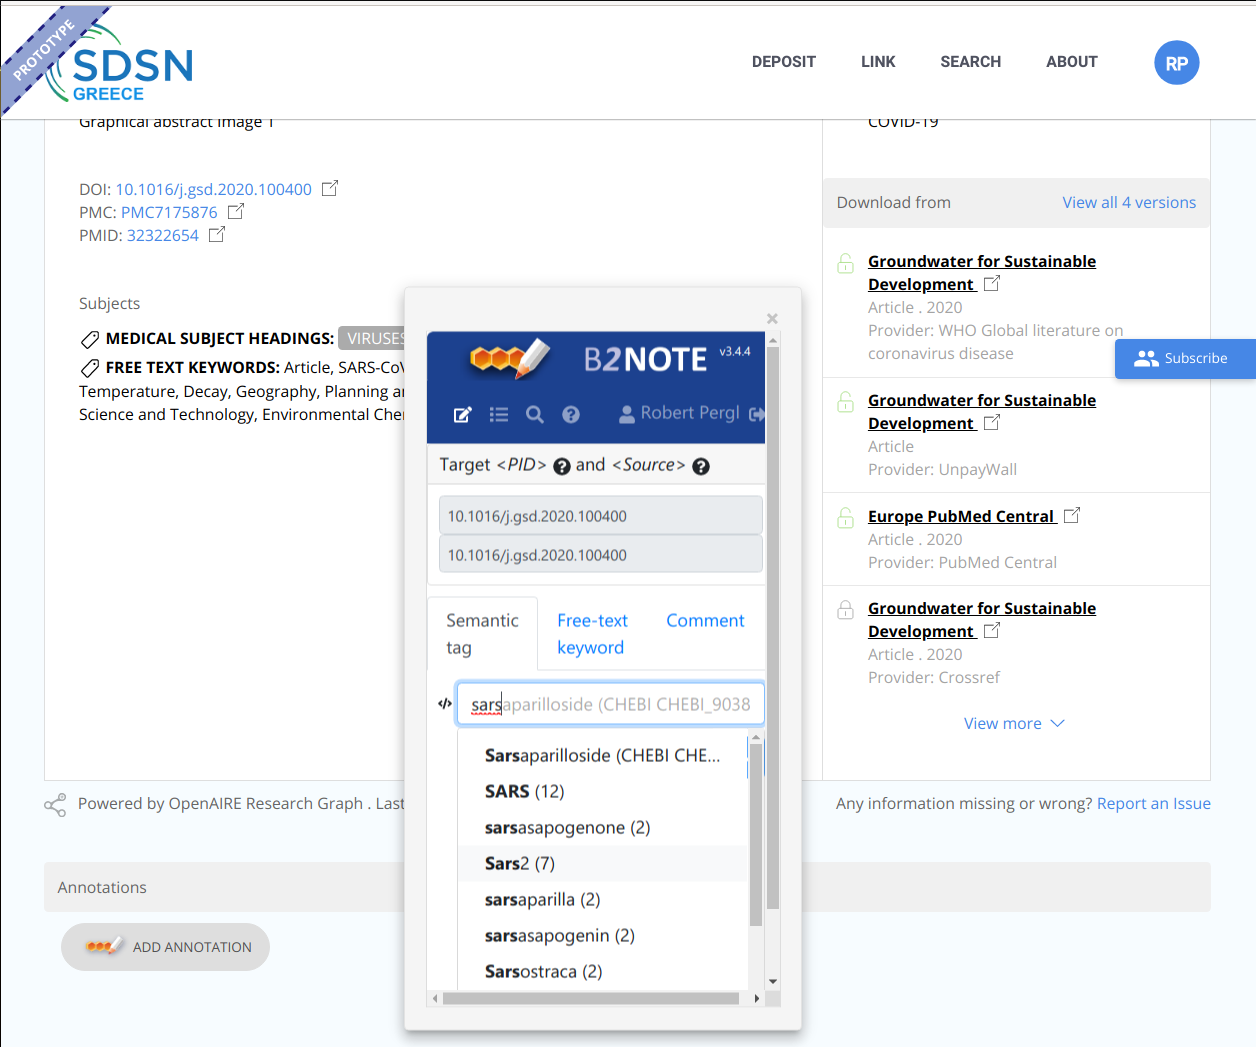 PROTOTYPE
SDSN
GREECE
DEPOSIT
LINK
SEARCH
ABOUT
RP
Graphical abstract image 1
DOI: 10.1016/j.gsd.2020.100400
PMC: PMC7175876
PMID: 32322654
Subjects
MEDICAL SUBJECT HEADINGS: VIRUSES
FREE TEXT KEYWORDS: Article, SARS-CoV
Temperature, Decay, Geography, Planning a
Science and Technology, Environmental Che
COVID-19
Download from
View all 4 versions
Groundwater for Sustainable
Development
Article . 2020
Provider: WHO Global literature on
coronavirus disease
Subscribe
Groundwater for Sustainable
Development
Article
Provider: UnpayWall
Europe PubMed Central
Article . 2020
Provider: PubMed Central
Groundwater for Sustainable
Development
Article . 2020
Provider: Crossref
View more
×
B2NOTE v3.4.4
Robert Pergl
Target <PID> ? and <Source> ?
10.1016/j.gsd.2020.100400
10.1016/j.gsd.2020.100400
Semantic
tag
Free-text
keyword
Comment
</> sarsaparilloside (CHEBI CHEBI_9038
Sarsaparilloside (CHEBI CHE...
SARS (12)
sarsasapogenone (2)
Sars2 (7)
sarsaparilla (2)
sarsasapogenin (2)
Sarsostraca (2)
Powered by OpenAIRE Research Graph . Last
Any information missing or wrong? Report an Issue
Annotations
ADD ANNOTATION